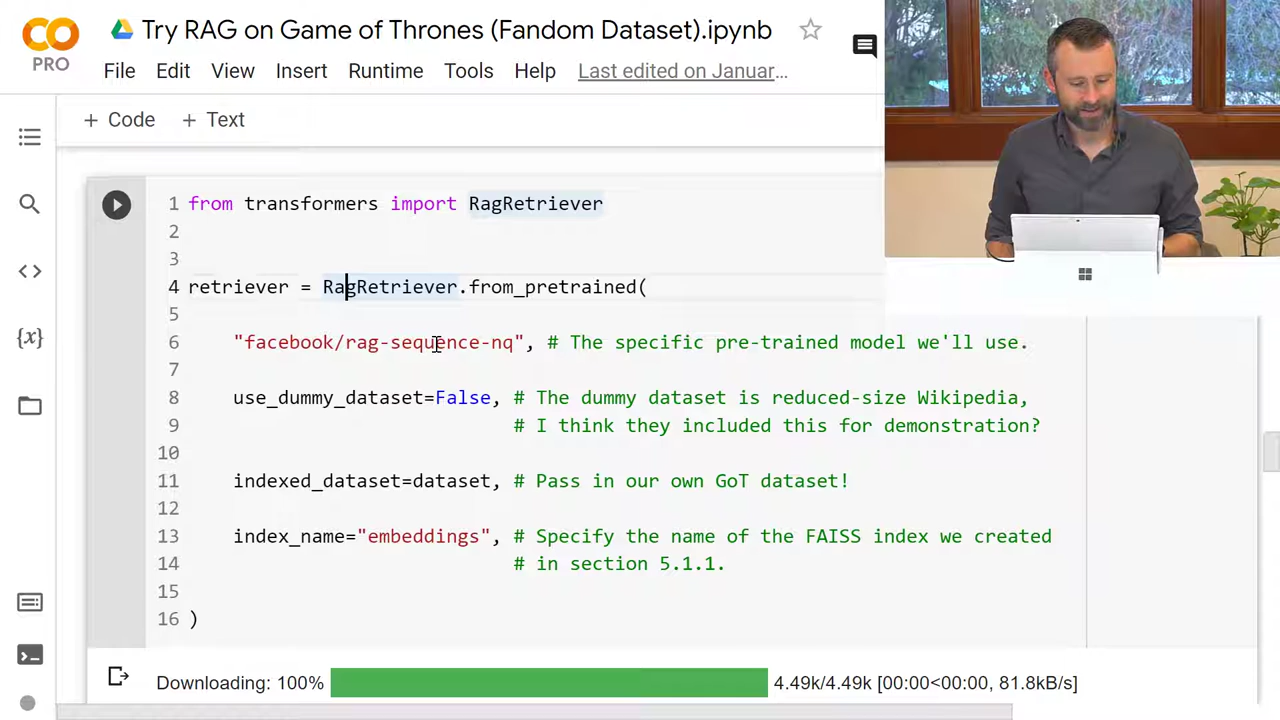 Try RAG on Game of Thrones (Fandom Dataset).ipynb
PRO
File Edit View Insert Runtime Tools Help Last edited on Januar…
+ Code + Text
1 from transformers import RagRetriever
2
3
4 retriever = RagRetriever.from_pretrained(
5
6 "facebook/rag-sequence-nq", # The specific pre-trained model we'll use.
7
8 use_dummy_dataset=False, # The dummy dataset is reduced-size Wikipedia,
9 # I think they included this for demonstration?
10
11 indexed_dataset=dataset, # Pass in our own GoT dataset!
12
13 index_name="embeddings", # Specify the name of the FAISS index we created
14 # in section 5.1.1.
15
16 )
Downloading: 100% 4.49k/4.49k [00:00<00:00, 81.8kB/s]